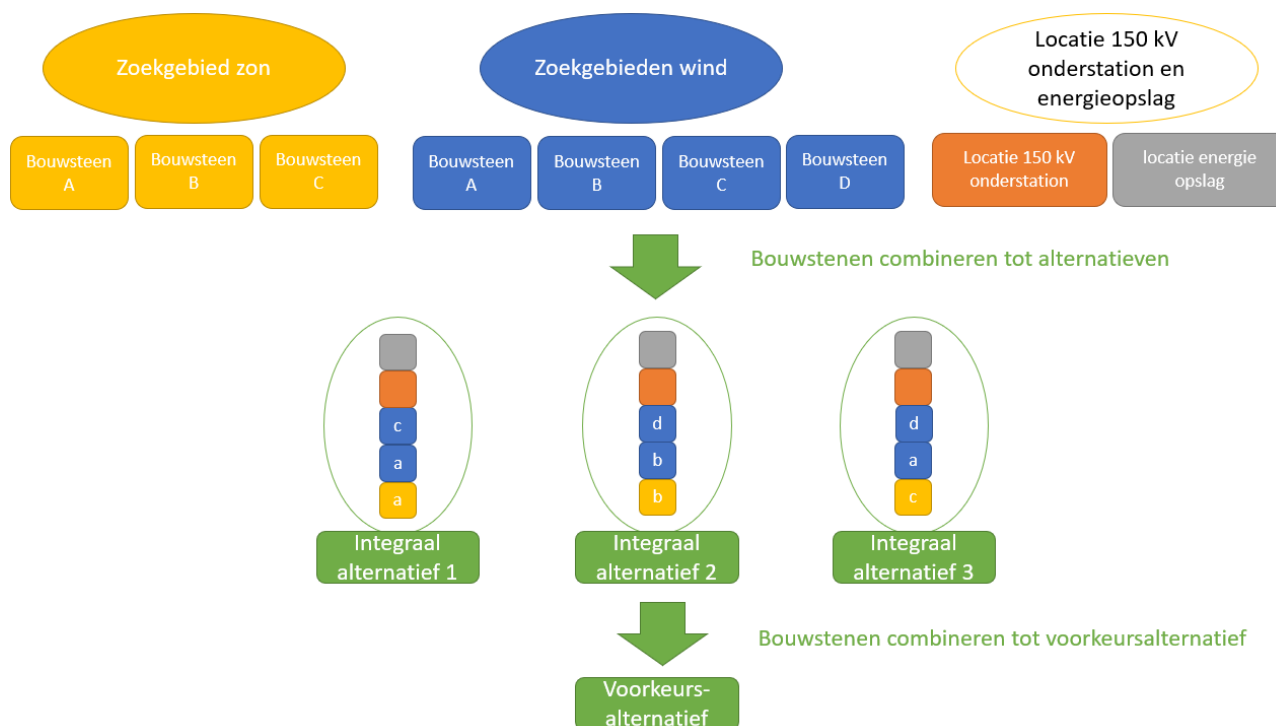 Zoekgebied zon
Zoekgebieden wind
Locatie 150 kV
onderstation en
energieopslag
Bouwsteen
A
Bouwsteen
B
Bouwsteen
C
Bouwsteen
A
Bouwsteen
B
Bouwsteen
C
Bouwsteen
D
Locatie 150 kV
onderstation
locatie energie
opslag
Bouwstenen combineren tot alternatieven
c
a
a
d
b
b
d
a
c
Integraal
alternatief 1
Integraal
alternatief 2
Integraal
alternatief 3
Bouwstenen combineren tot voorkeursalternatief
Voorkeurs-
alternatief